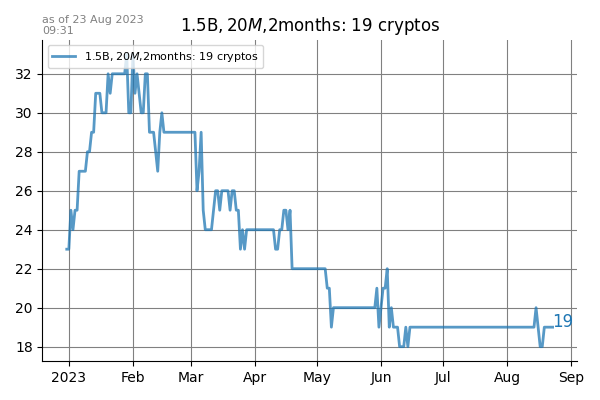 as of 23 Aug 2023
09:31
1.5B, 20M,2months: 19 cryptos
1.5B, 20M,2months: 19 cryptos
32
30
28
26
24
22
20
18
19
2023 Feb Mar Apr May Jun Jul Aug Sep